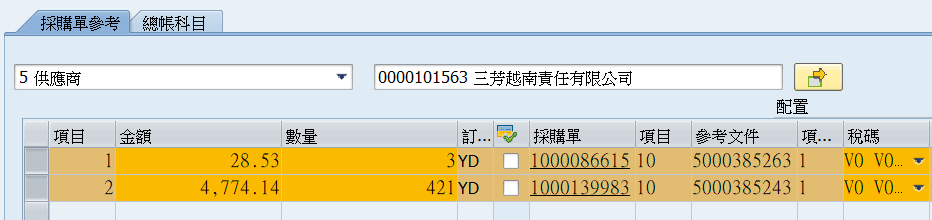 採購單參考 總帳科目
5 供應商 0000101563 三芳越南責任有限公司
配置
項目 金額 數量 訂... 採購單 項目 參考文件 項... 稅碼
1 28.53 3 YD 1000086615 10 5000385263 1 V0 V0...
2 4,774.14 421 YD 1000139983 10 5000385243 1 V0 V0...